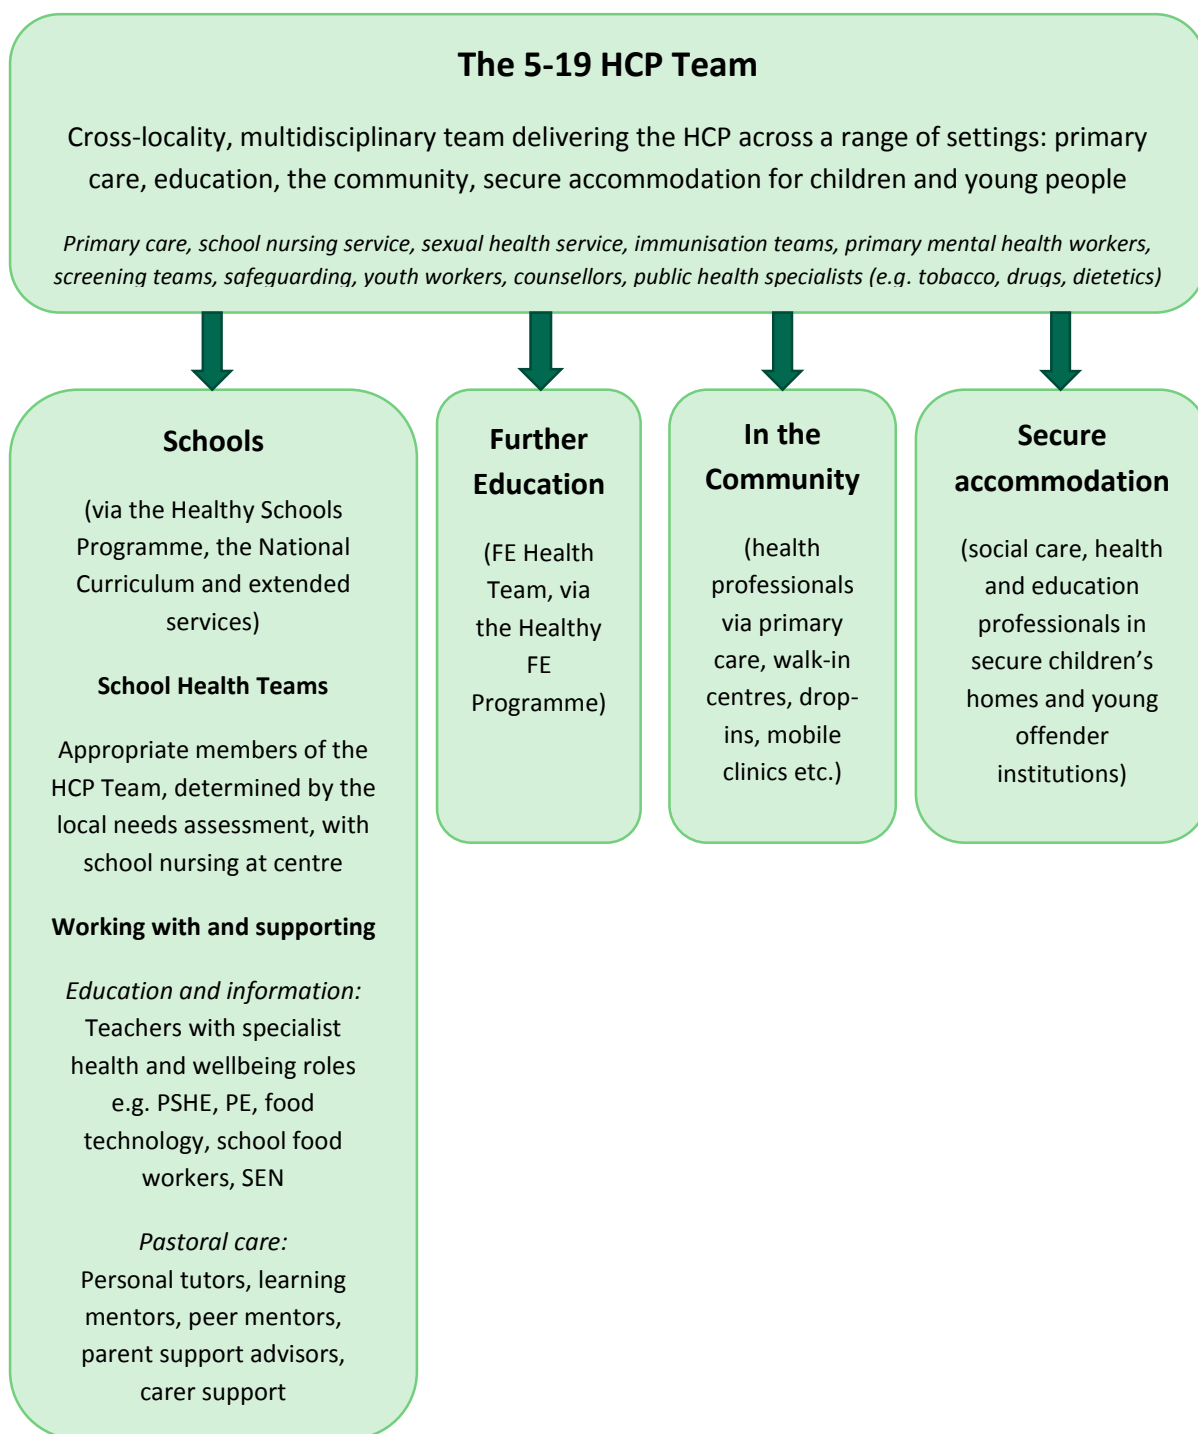 The 5-19 HCP Team
Cross-locality, multidisciplinary team delivering the HCP across a range of settings: primary
care, education, the community, secure accommodation for children and young people
Primary care, school nursing service, sexual health service, immunisation teams, primary mental health workers,
screening teams, safeguarding, youth workers, counsellors, public health specialists (e.g. tobacco, drugs, dietetics)
Schools
(via the Healthy Schools
Programme, the National
Curriculum and extended
services)
School Health Teams
Appropriate members of the
HCP Team, determined by the
local needs assessment, with
school nursing at centre
Working with and supporting
Education and information:
Teachers with specialist
health and wellbeing roles
e.g. PSHE, PE, food
technology, school food
workers, SEN
Pastoral care:
Personal tutors, learning
mentors, peer mentors,
parent support advisors,
carer support
Further
Education
(FE Health
Team, via
the Healthy
FE
Programme)
In the
Community
(health
professionals
via primary
care, walk-in
centres, drop-
ins, mobile
clinics etc.)
Secure
accommodation
(social care, health
and education
professionals in
secure children's
homes and young
offender
institutions)